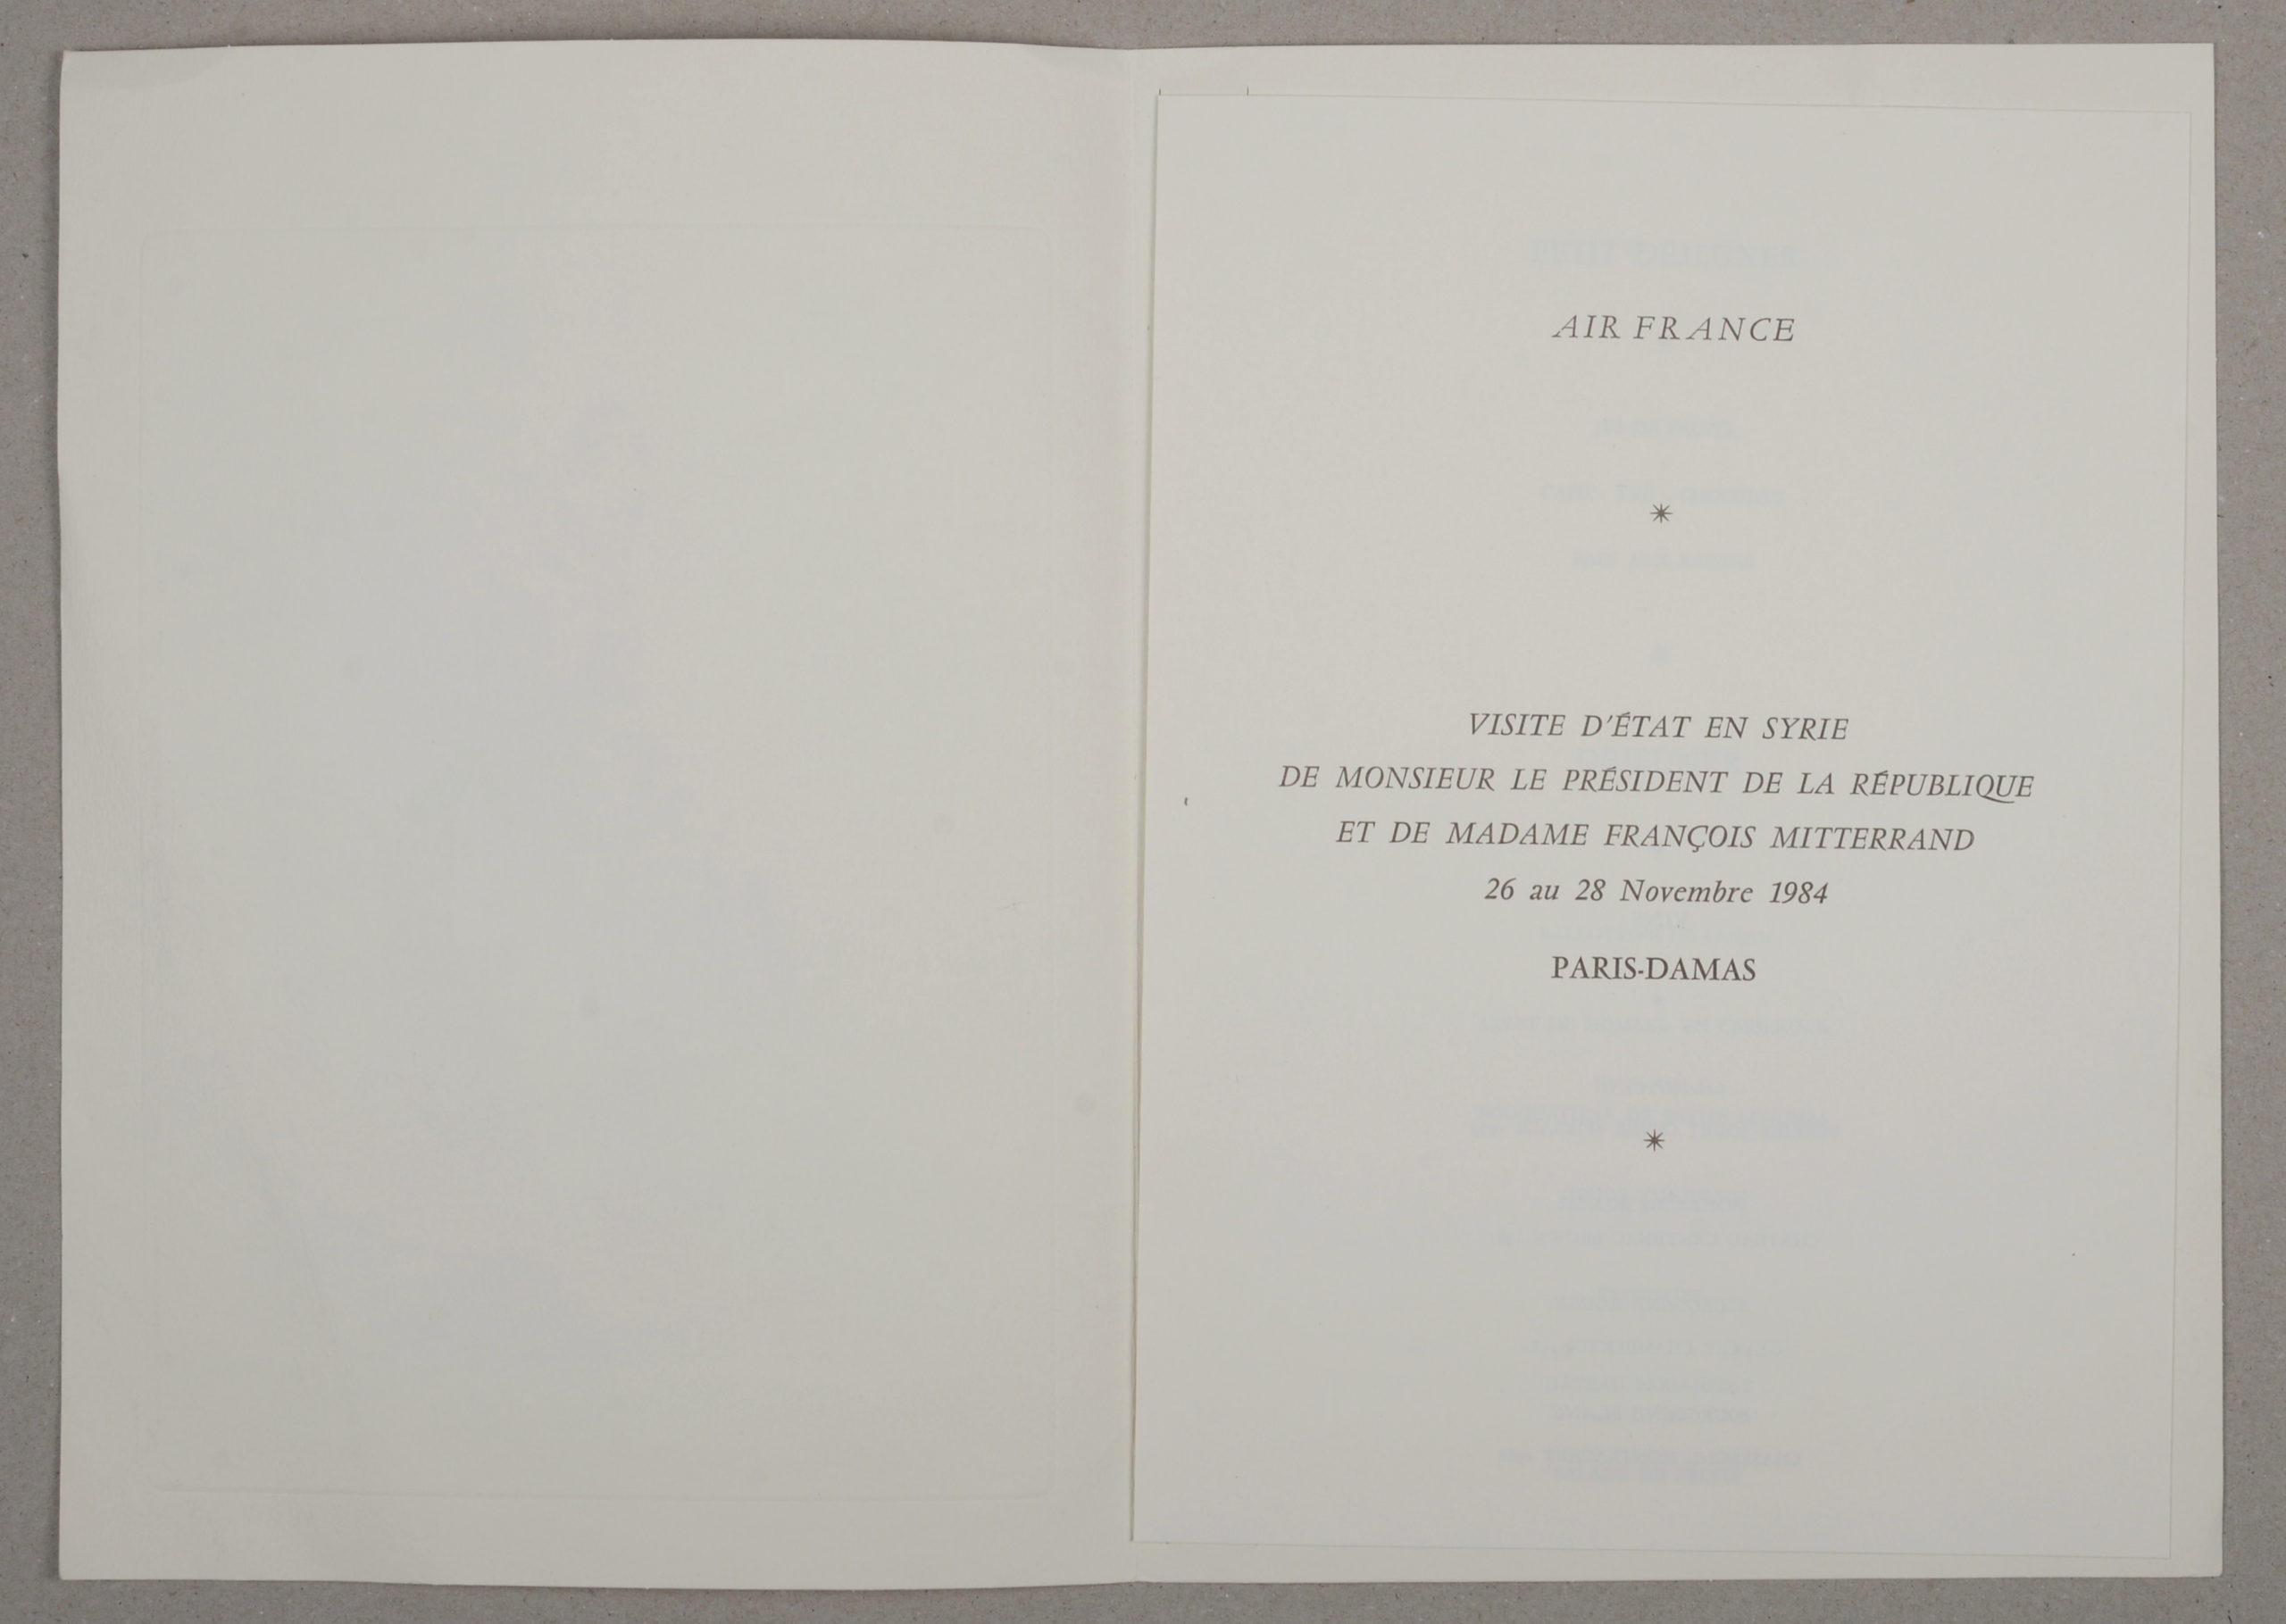 AIR FRANCE
VISITE D'ÉTAT EN SYRIE
DE MONSIEUR LE PRÉSIDENT DE LA RÉPUBLIQUE
ET DE MADAME FRANÇOIS MITTERRAND
26 au 28 Novembre 1984
PARIS-DAMAS